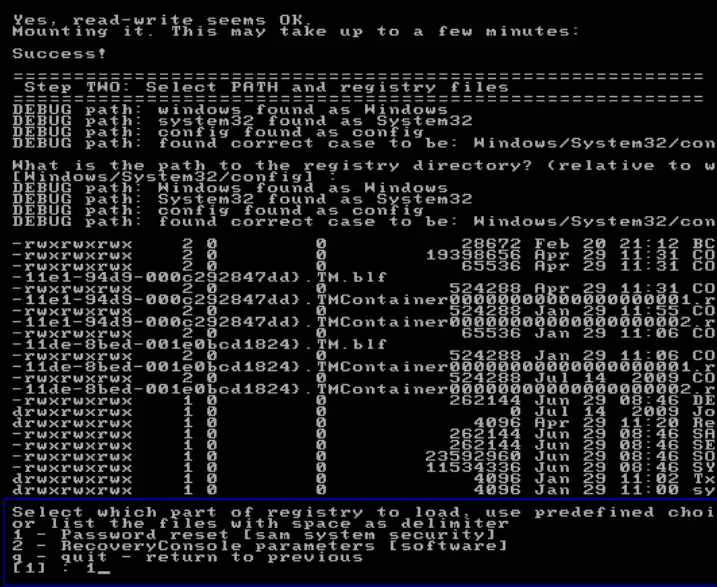 Yes, read-write seems OK.
Mounting it. This may take up to a few minutes:
Success!
========================================================
Step TWO: Select PATH and registry files
========================================================
DEBUG path: windows found as Windows
DEBUG path: system32 found as System32
DEBUG path: config found as config
DEBUG path: found correct case to be: Windows/System32/con
What is the path to the registry directory? (relative to w
[Windows/System32/config] :
DEBUG path: Windows found as Windows
DEBUG path: System32 found as System32
DEBUG path: config found as config
DEBUG path: found correct case to be: Windows/System32/con
-rwxrwxrwx 2 0 0 28672 Feb 20 21:12 BC
-rwxrwxrwx 2 0 0 19398656 Apr 29 11:31 CO
-rwxrwxrwx 2 0 0 65536 Apr 29 11:31 CO
-11e1-94d9-000c292847dd}.TM.blf
-rwxrwxrwx 2 0 0 524288 Apr 29 11:31 CO
-11e1-94d9-000c292847dd}.TMContainer00000000000000000001.r
-rwxrwxrwx 2 0 0 524288 Jan 29 11:55 CO
-11e1-94d9-000c292847dd}.TMContainer00000000000000000002.r
-rwxrwxrwx 2 0 0 65536 Jan 29 11:06 CO
-11de-8bed-001e0bcd1824}.TM.blf
-rwxrwxrwx 2 0 0 524288 Jan 29 11:06 CO
-11de-8bed-001e0bcd1824}.TMContainer00000000000000000001.r
-rwxrwxrwx 2 0 0 524288 Jul 14 2009 CO
-11de-8bed-001e0bcd1824}.TMContainer00000000000000000002.r
-rwxrwxrwx 1 0 0 262144 Jun 29 08:46 DE
drwxrwxrwx 1 0 0 0 Jul 14 2009 Jo
drwxrwxrwx 1 0 0 4096 Apr 29 11:20 Re
-rwxrwxrwx 1 0 0 262144 Jun 29 08:46 SA
-rwxrwxrwx 1 0 0 262144 Jun 29 08:46 SE
-rwxrwxrwx 1 0 0 23592960 Jun 29 08:46 SO
-rwxrwxrwx 1 0 0 11534336 Jun 29 08:46 SY
drwxrwxrwx 1 0 0 4096 Jan 29 11:02 Tx
drwxrwxrwx 1 0 0 4096 Jan 29 11:00 sy
Select which part of registry to load, use predefined choi
or list the files with space as delimiter
1 - Password reset [sam system security]
2 - RecoveryConsole parameters [software]
q - quit - return to previous
[1] : 1_